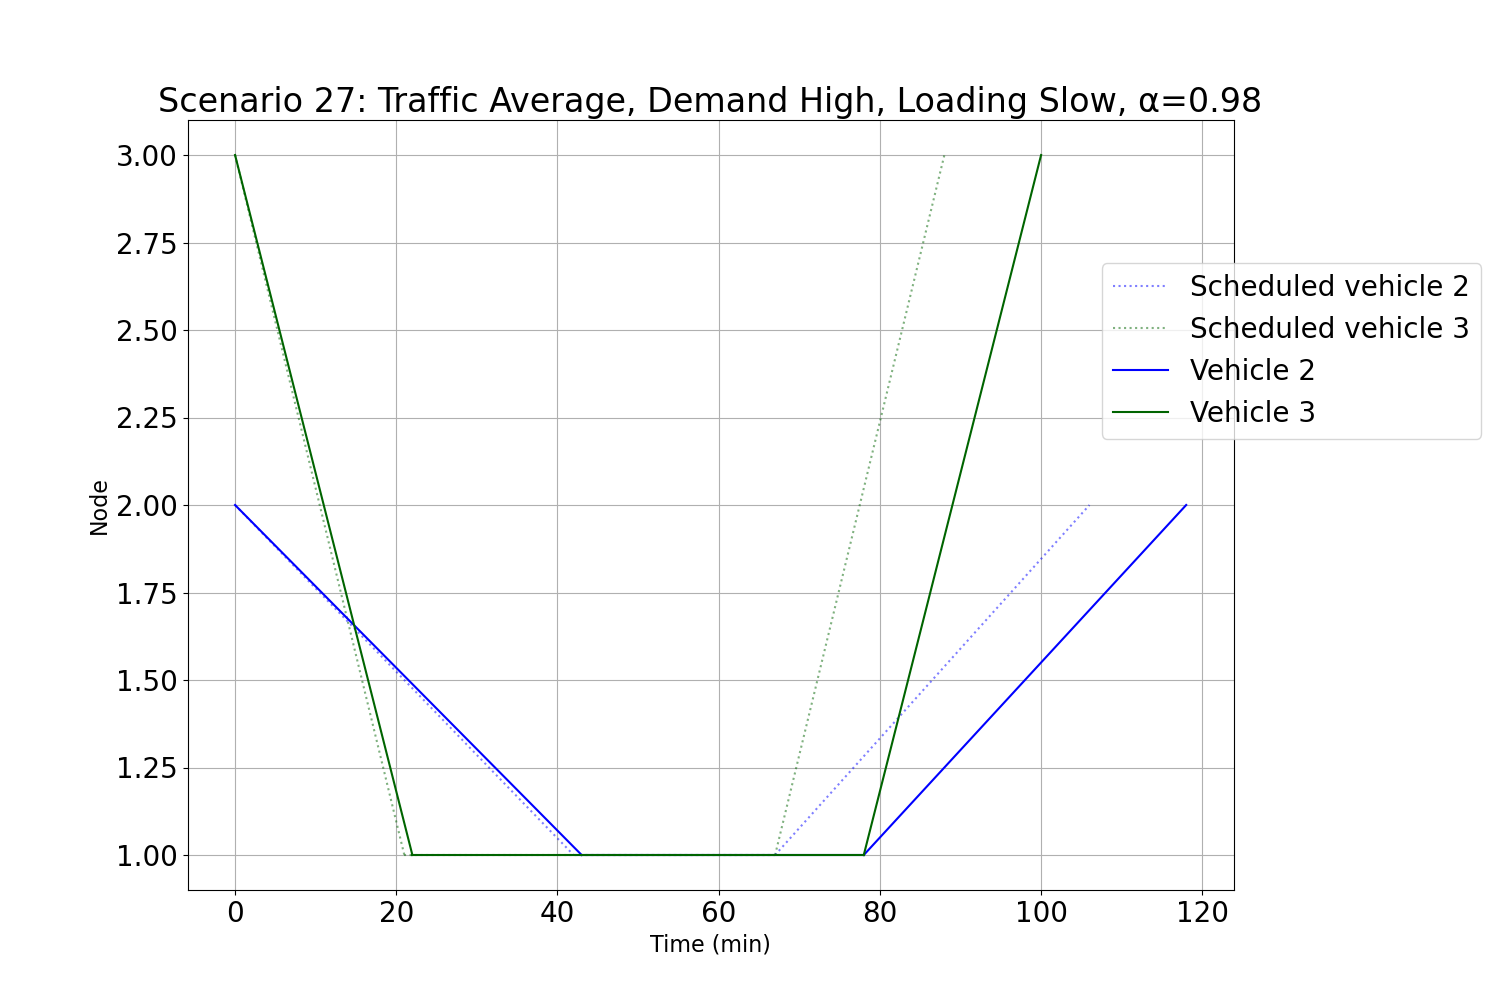 Scenario 27: Traffic Average, Demand High, Loading Slow, α=0.98
3.00
2.75
2.50
2.25
2.00
1.75
1.50
1.25
1.00
Node
0 20 40 60 80 100 120
Time (min)
Scheduled vehicle 2
Scheduled vehicle 3
Vehicle 2
Vehicle 3